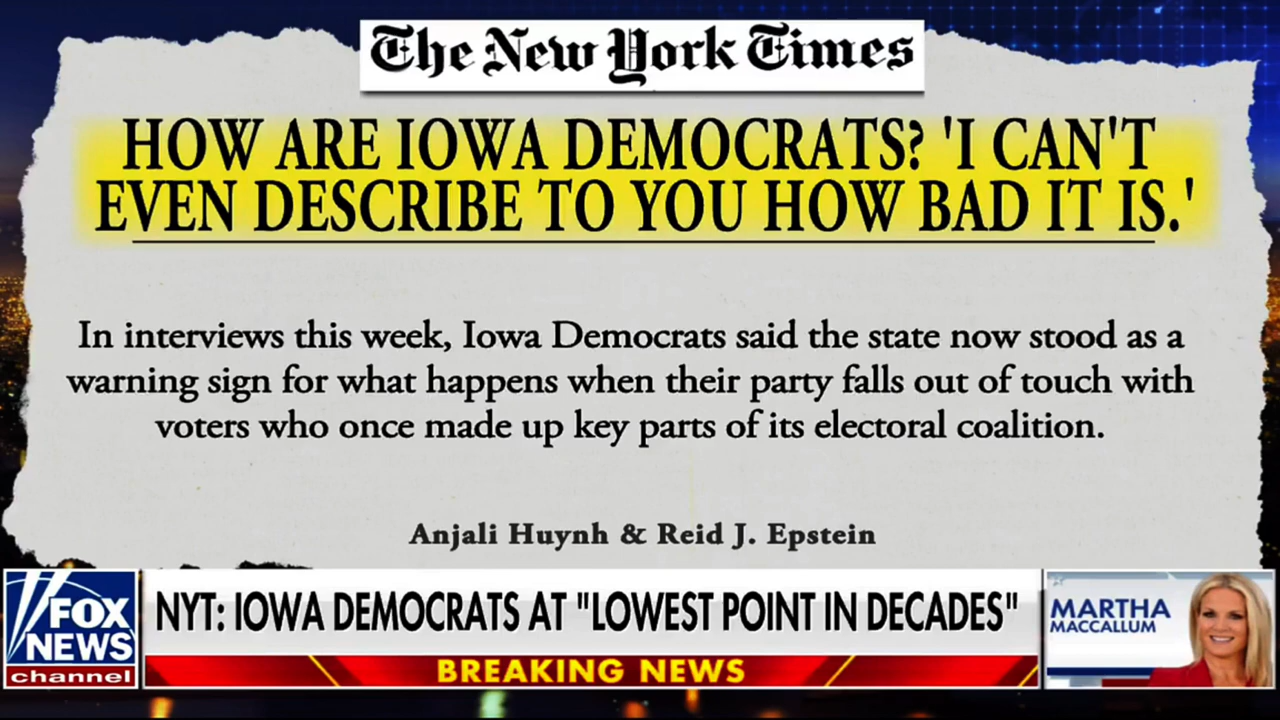 The New York Times
HOW ARE IOWA DEMOCRATS? 'I CAN'T
EVEN DESCRIBE TO YOU HOW BAD IT IS.'
In interviews this week, Iowa Democrats said the state now stood as a
warning sign for what happens when their party falls out of touch with
voters who once made up key parts of its electoral coalition.
Anjali Huynh & Reid J. Epstein
FOX
NEWS
channel
NYT: IOWA DEMOCRATS AT "LOWEST POINT IN DECADES"
BREAKING NEWS
MARTHA
MACCALLUM